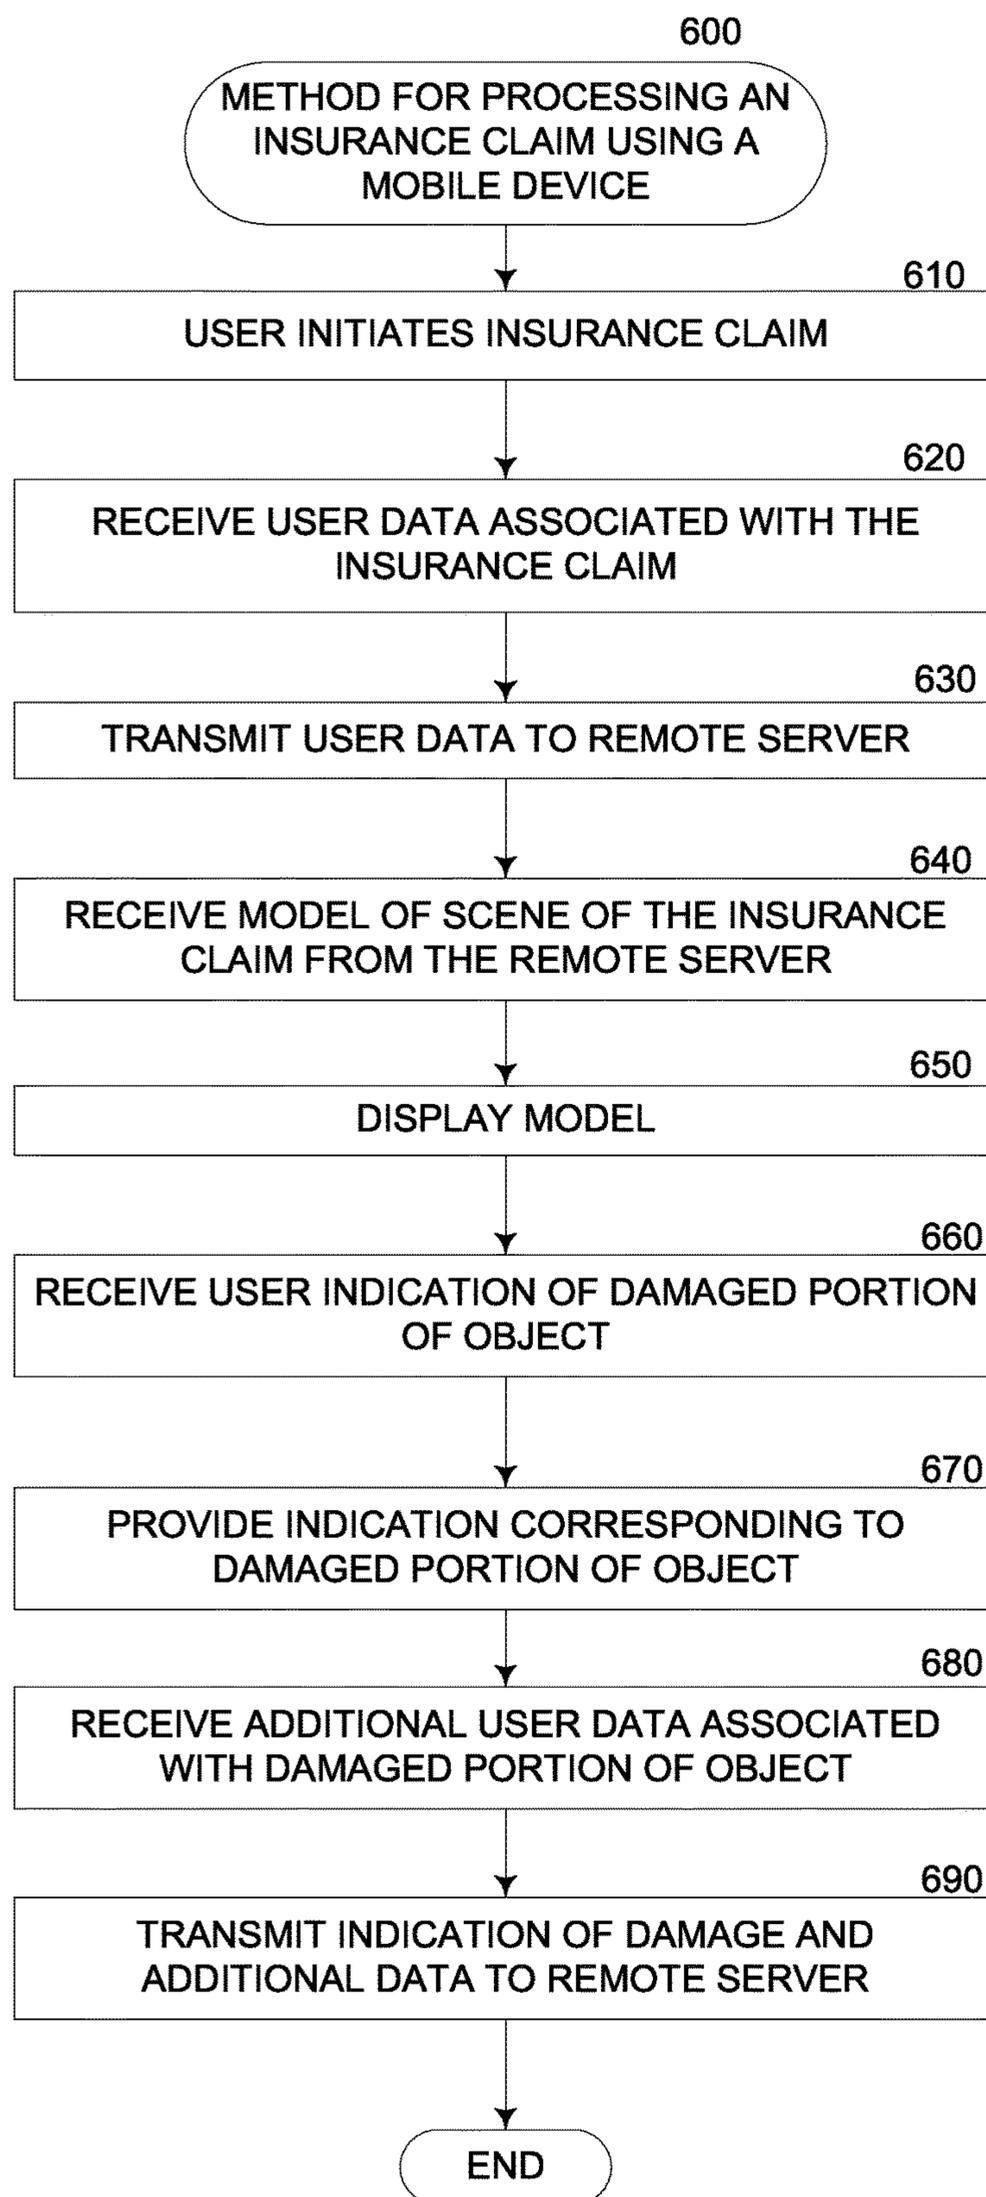 600
METHOD FOR PROCESSING AN
INSURANCE CLAIM USING A
MOBILE DEVICE
610
USER INITIATES INSURANCE CLAIM
620
RECEIVE USER DATA ASSOCIATED WITH THE
INSURANCE CLAIM
630
TRANSMIT USER DATA TO REMOTE SERVER
640
RECEIVE MODEL OF SCENE OF THE INSURANCE
CLAIM FROM THE REMOTE SERVER
650
DISPLAY MODEL
660
RECEIVE USER INDICATION OF DAMAGED PORTION
OF OBJECT
670
PROVIDE INDICATION CORRESPONDING TO
DAMAGED PORTION OF OBJECT
680
RECEIVE ADDITIONAL USER DATA ASSOCIATED
WITH DAMAGED PORTION OF OBJECT
690
TRANSMIT INDICATION OF DAMAGE AND
ADDITIONAL DATA TO REMOTE SERVER
END